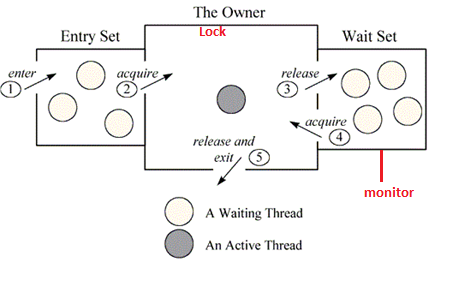 The Owner
Lock
Entry Set
Wait Set
enter
1
acquire
2
release
3
acquire
4
release and
exit
5
monitor
A Waiting Thread
An Active Thread